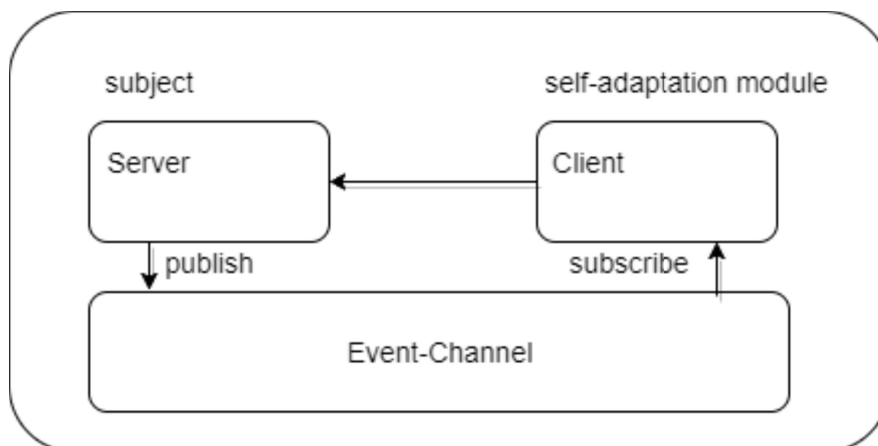 subject
self-adaptation module
Server
Client
publish
subscribe
Event-Channel